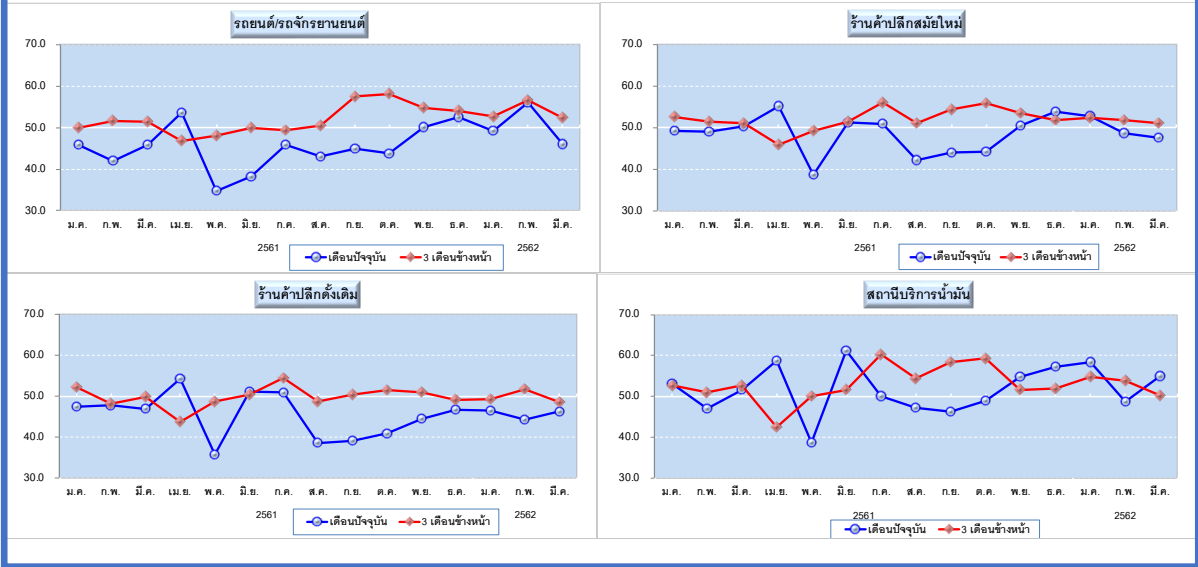 รถยนต์/รถจักรยานยนต์
70.0
60.0
50.0
40.0
30.0
ม.ค. ก.พ. มี.ค. เม.ย. พ.ค. มิ.ย. ก.ค. ส.ค. ก.ย. ต.ค. พ.ย. ธ.ค. ม.ค. ก.พ. มี.ค.
2561 2562
เดือนปัจจุบัน 3 เดือนข้างหน้า
ร้านค้าปลีกสมัยใหม่
70.0
60.0
50.0
40.0
30.0
ม.ค. ก.พ. มี.ค. เม.ย. พ.ค. มิ.ย. ก.ค. ส.ค. ก.ย. ต.ค. พ.ย. ธ.ค. ม.ค. ก.พ. มี.ค.
2561 2562
เดือนปัจจุบัน 3 เดือนข้างหน้า
ร้านค้าปลีกดั้งเดิม
70.0
60.0
50.0
40.0
30.0
ม.ค. ก.พ. มี.ค. เม.ย. พ.ค. มิ.ย. ก.ค. ส.ค. ก.ย. ต.ค. พ.ย. ธ.ค. ม.ค. ก.พ. มี.ค.
2561 2562
เดือนปัจจุบัน 3 เดือนข้างหน้า
สถานีบริการน้ำมัน
70.0
60.0
50.0
40.0
30.0
ม.ค. ก.พ. มี.ค. เม.ย. พ.ค. มิ.ย. ก.ค. ส.ค. ก.ย. ต.ค. พ.ย. ธ.ค. ม.ค. ก.พ. มี.ค.
2561 2562
เดือนปัจจุบัน 3 เดือนข้างหน้า